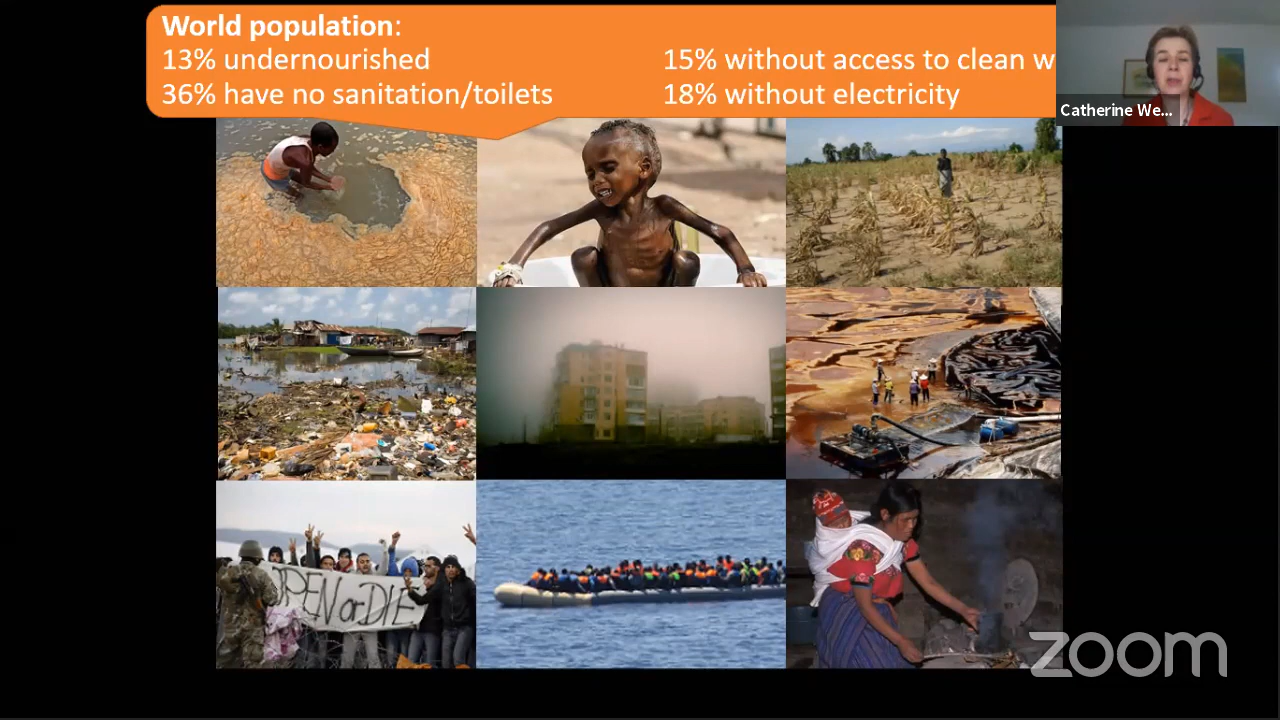 World population:
13% undernourished
15% without access to clean w
36% have no sanitation/toilets
18% without electricity
Catherine We...
OPEN or DIE
zoom